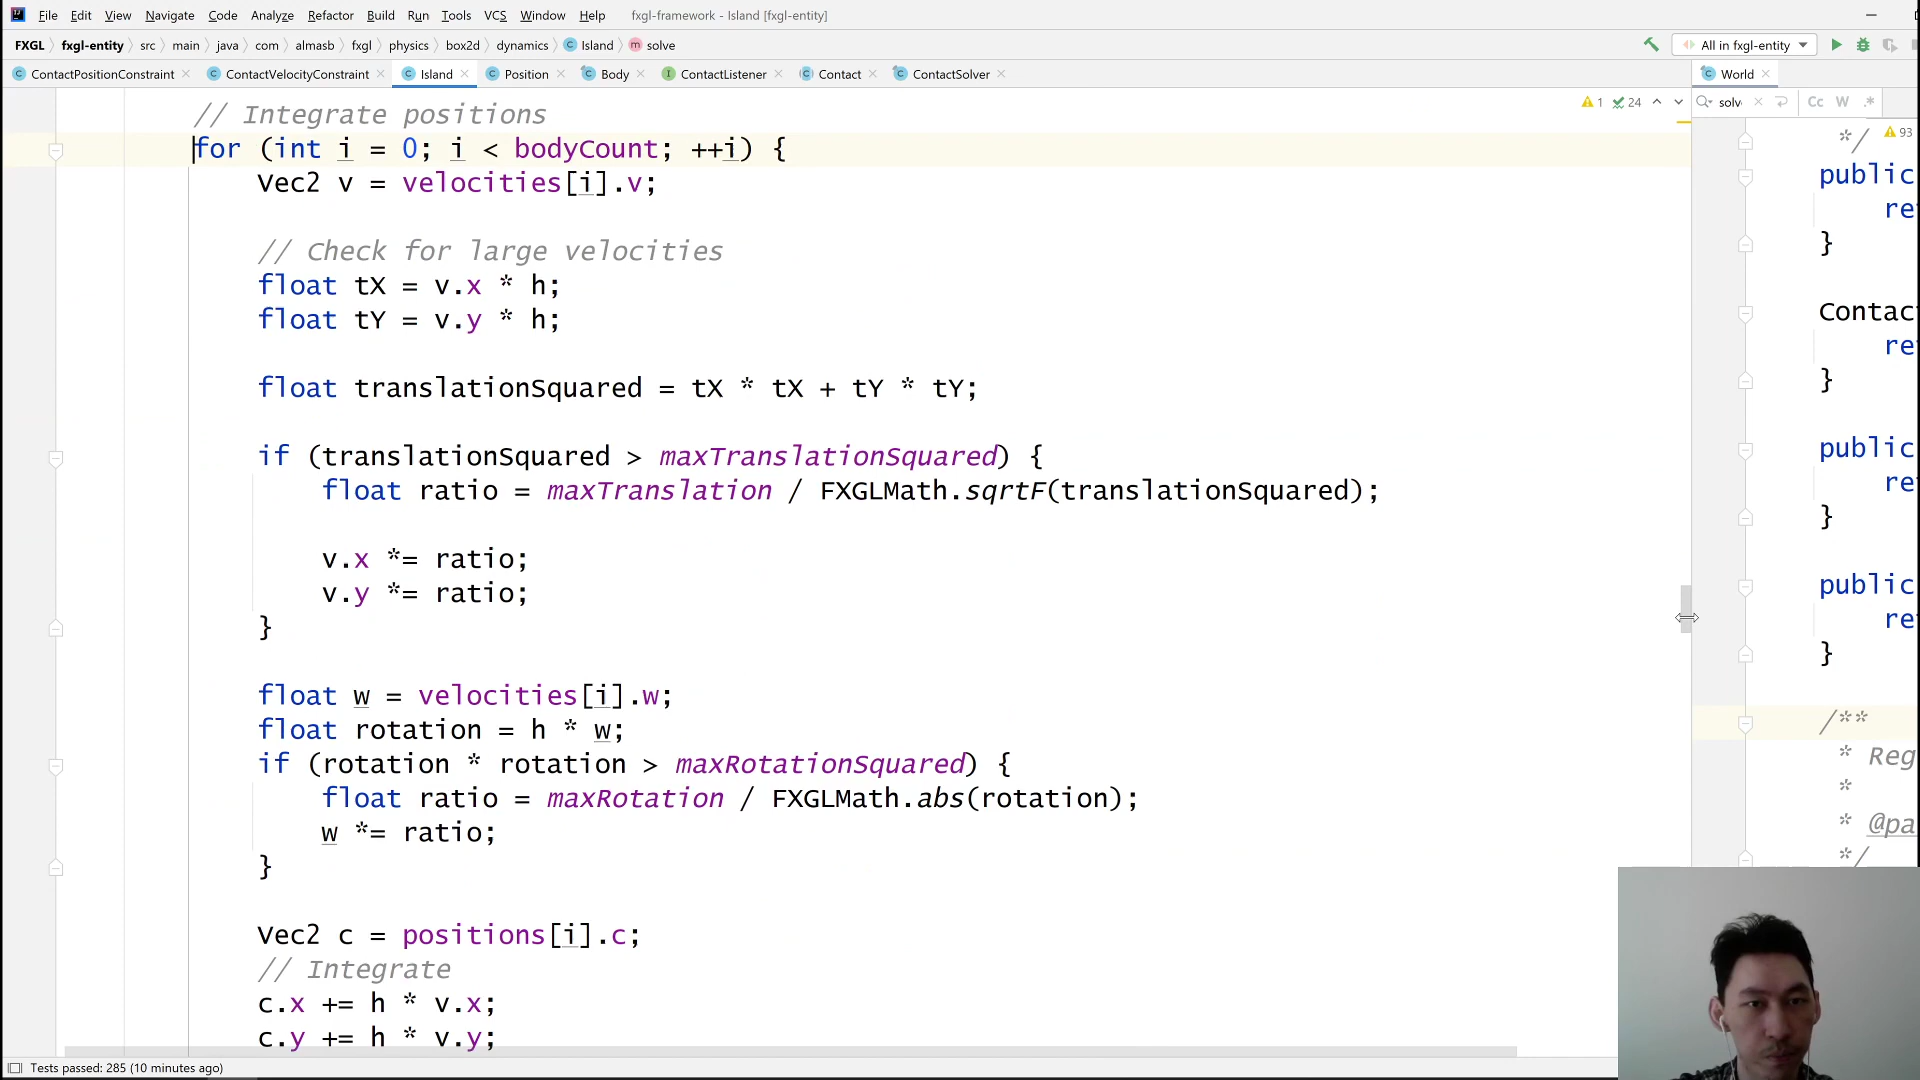 File Edit View Navigate Code Analyze Refactor Build Run Tools VCS Window Help fxgl-framework - Island [fxgl-entity]
FXGL fxgl-entity src main java com almasb fxgl physics box2d dynamics Island solve All in fxgl-entity
ContactPositionConstraint ContactVelocityConstraint Island Position Body ContactListener Contact ContactSolver World
solv Cc W .*
1 24
93
// Integrate positions
for (int i = 0; i < bodyCount; ++i) {
Vec2 v = velocities[i].v;
// Check for large velocities
float tX = v.x * h;
float tY = v.y * h;
float translationSquared = tX * tX + tY * tY;
if (translationSquared > maxTranslationSquared) {
float ratio = maxTranslation / FXGLMath.sqrtF(translationSquared);
v.x *= ratio;
v.y *= ratio;
}
float w = velocities[i].w;
float rotation = h * w;
if (rotation * rotation > maxRotationSquared) {
float ratio = maxRotation / FXGLMath.abs(rotation);
w *= ratio;
}
Vec2 c = positions[i].c;
// Integrate
c.x += h * v.x;
c.y += h * v.y;
*/
public
re
}
Contac
re
}
public
re
}
public
re
}
/**
* Reg
*
* @pa
*/
Tests passed: 285 (10 minutes ago)